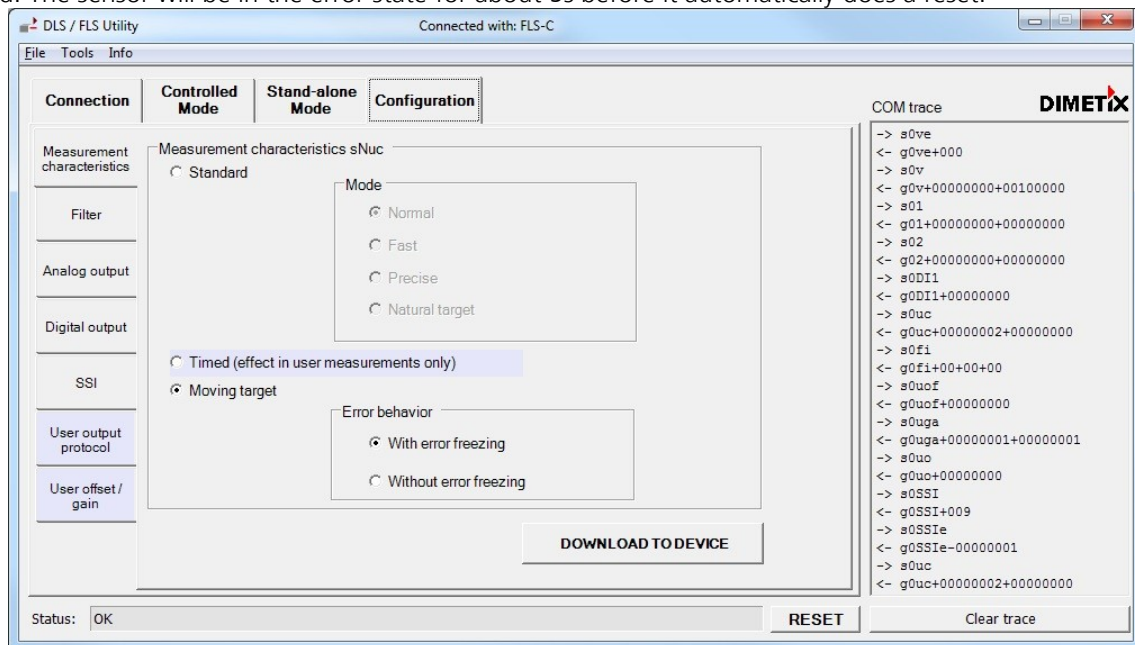 a. The sensor will be in the error state for about 5s before it automatically does a reset.
DLS / FLS Utility
Connected with: FLS-C
File Tools Info
Connection
Controlled Mode
Stand-alone Mode
Configuration
Measurement characteristics
Filter
Analog output
Digital output
SSI
User output protocol
User offset / gain
Measurement characteristics sNuc
Standard
Mode
Normal
Fast
Precise
Natural target
Timed (effect in user measurements only)
Moving target
Error behavior
With error freezing
Without error freezing
DOWNLOAD TO DEVICE
COM trace
DIMETIX
-> s0ve
<- g0ve+000
-> s0v
<- g0v+00000000+00100000
-> s01
<- g01+00000000+00000000
-> s02
<- g02+00000000+00000000
-> s0DI1
<- g0DI1+00000000
-> s0uc
<- g0uc+00000002+00000000
-> s0fi
<- g0fi+00+00+00
-> s0uof
<- g0uof+00000000
-> s0uga
<- g0uga+00000001+00000001
-> s0uo
<- g0uo+00000000
-> s0SSI
<- g0SSI+009
-> s0SSIe
<- g0SSIe-00000001
-> s0uc
<- g0uc+00000002+00000000
Status: OK
RESET
Clear trace